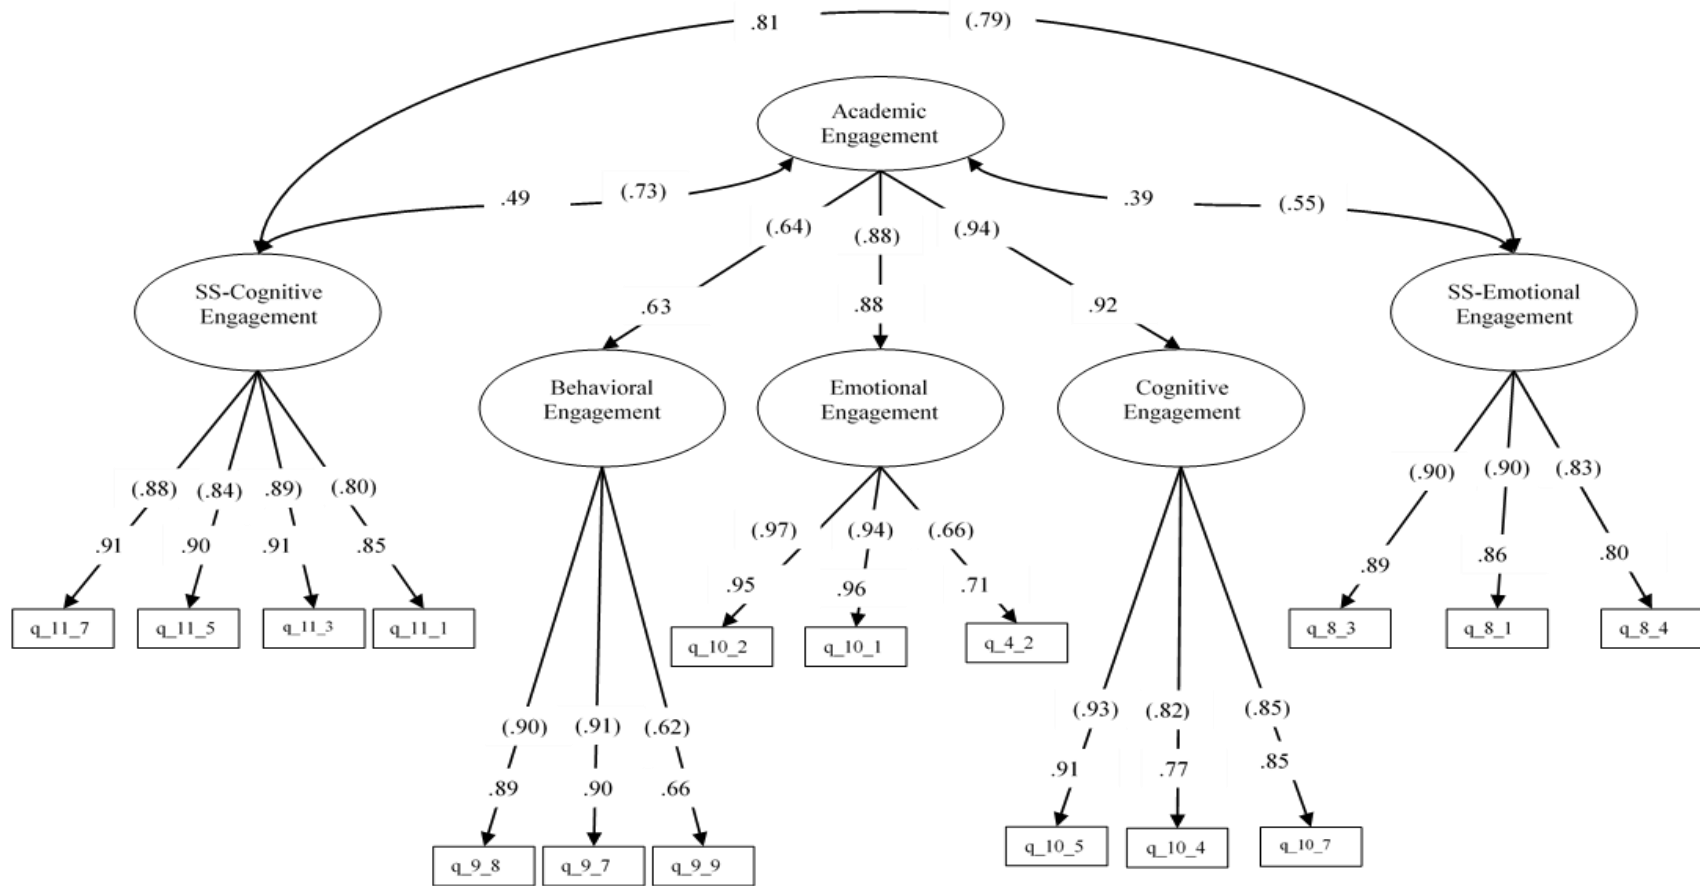 .81 (.79)
Academic
Engagement
.49 (.73) .39 (.55)
(.64) (.88) (.94)
SS-Cognitive
Engagement
SS-Emotional
Engagement
.63 .88 .92
Behavioral
Engagement
Emotional
Engagement
Cognitive
Engagement
(.88) (.84) .89) (.80)
(.90) (.90) (.83)
.91 .90 .91 .85
(.97) (.94) (.66)
.89 .86 .80
.95 .96 .71
q_11_7 q_11_5 q_11_3 q_11_1
q_10_2 q_10_1 q_4_2
q_8_3 q_8_1 q_8_4
(.90) (.91) (.62)
(.93) (.82) (.85)
.89 .90 .66
.91 .77 .85
q_9_8 q_9_7 q_9_9
q_10_5 q_10_4 q_10_7